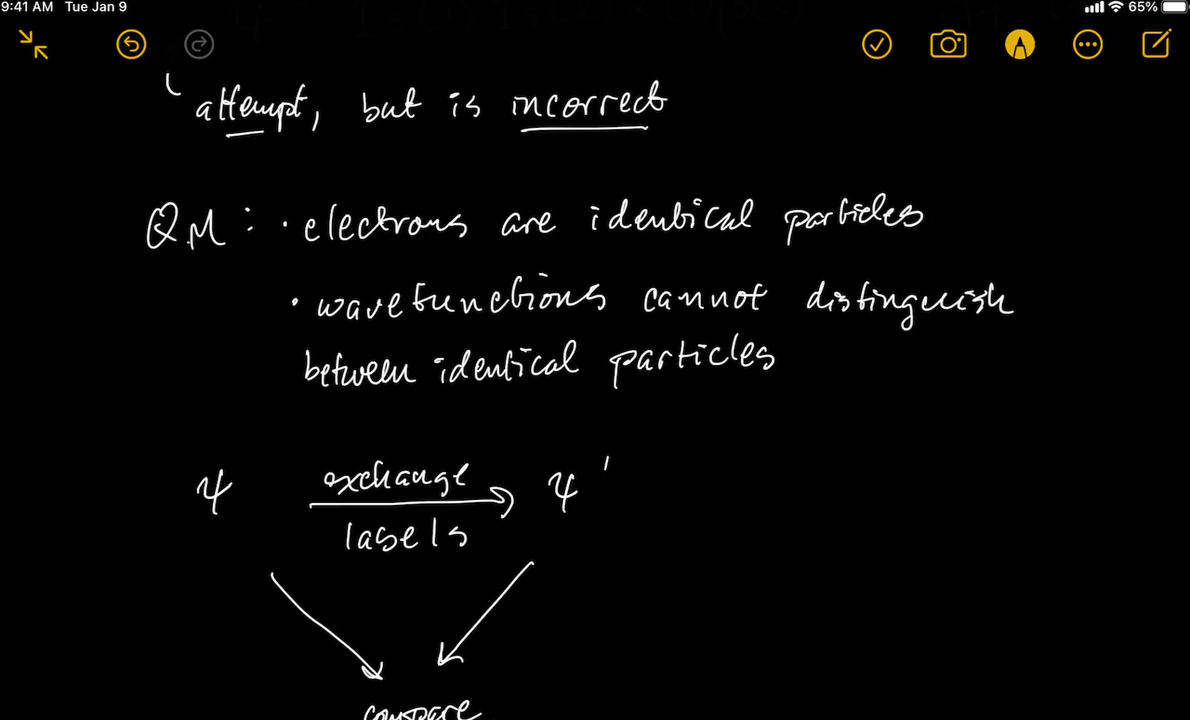 9:41 AM Tue Jan 9
65%
attempt, but is incorrect
QM: · electrons are identical particles
· wavefunctions cannot distinguish
between identical particles
ψ exchange ψ'
labels
compare